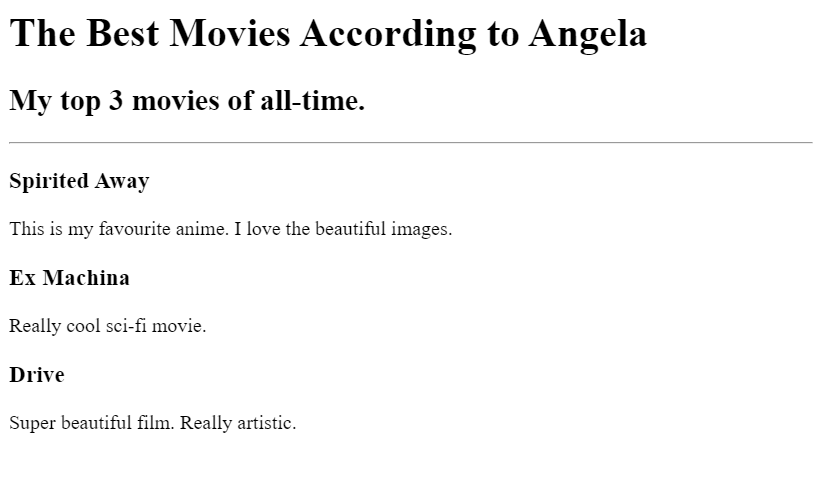 The Best Movies According to Angela
My top 3 movies of all-time.
Spirited Away
This is my favourite anime. I love the beautiful images.
Ex Machina
Really cool sci-fi movie.
Drive
Super beautiful film. Really artistic.